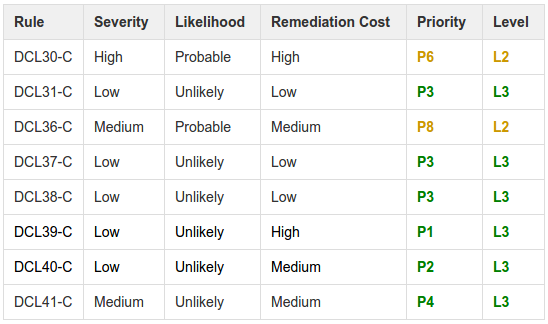 Rule Severity Likelihood Remediation Cost Priority Level
DCL30-C High Probable High P6 L2
DCL31-C Low Unlikely Low P3 L3
DCL36-C Medium Probable Medium P8 L2
DCL37-C Low Unlikely Low P3 L3
DCL38-C Low Unlikely Low P3 L3
DCL39-C Low Unlikely High P1 L3
DCL40-C Low Unlikely Medium P2 L3
DCL41-C Medium Unlikely Medium P4 L3